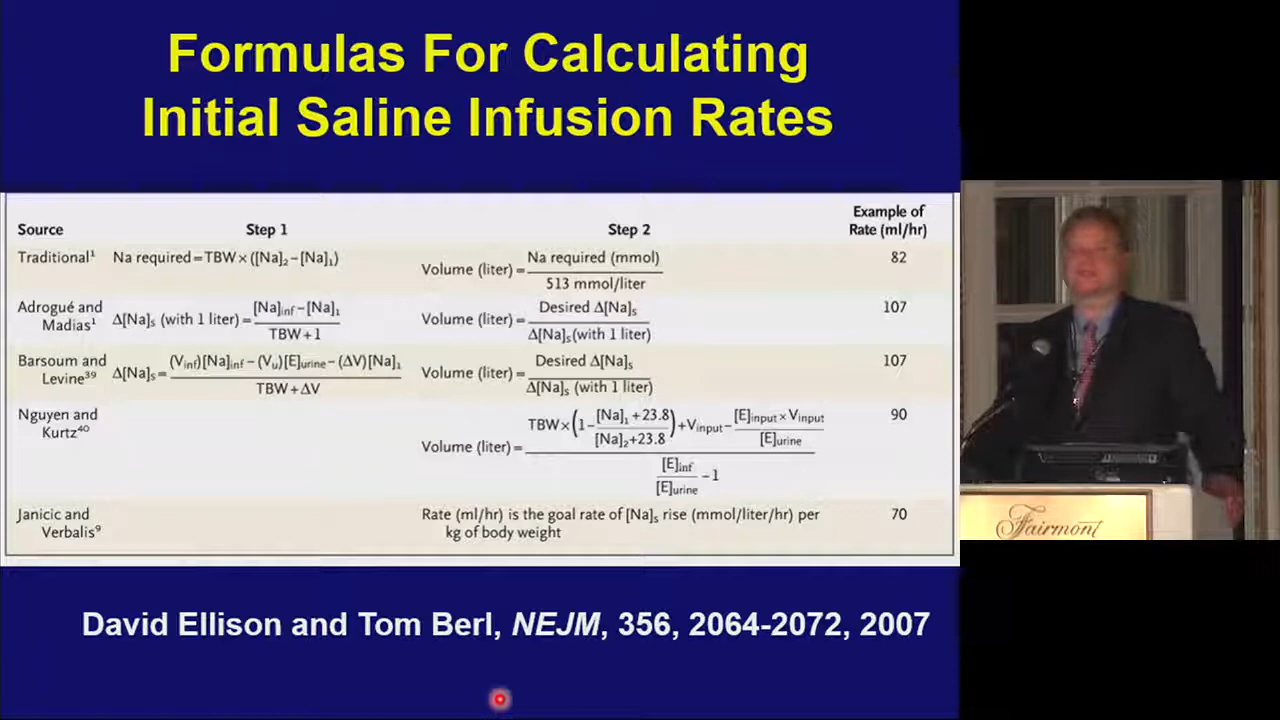 Formulas For Calculating
Initial Saline Infusion Rates
Source Step 1 Step 2 Example of Rate (ml/hr)
Traditional¹ Na required=TBW×([Na]₂−[Na]₁) Volume (liter)= Na required (mmol) / 513 mmol/liter 82
Adrogué and Madias¹ Δ[Na]s (with 1 liter)= [Na]inf−[Na]₁ / TBW+1 Volume (liter)= Desired Δ[Na]s / Δ[Na]s(with 1 liter) 107
Barsoum and Levine³⁹ Δ[Na]s= (Vinf)[Na]inf−(Vu)[E]urine−(ΔV)[Na]₁ / TBW+ΔV Volume (liter)= Desired Δ[Na]s / Δ[Na]s (with 1 liter) 107
Nguyen and Kurtz⁴⁰ Volume (liter)= TBW×(1−[Na]₁+23.8 / [Na]₂+23.8)+Vinput−[E]input×Vinput / [E]urine / [E]inf / [E]urine −1 90
Janicic and Verbalis⁹ Rate (ml/hr) is the goal rate of [Na]s rise (mmol/liter/hr) per kg of body weight 70
David Ellison and Tom Berl, NEJM, 356, 2064-2072, 2007
Fairmont